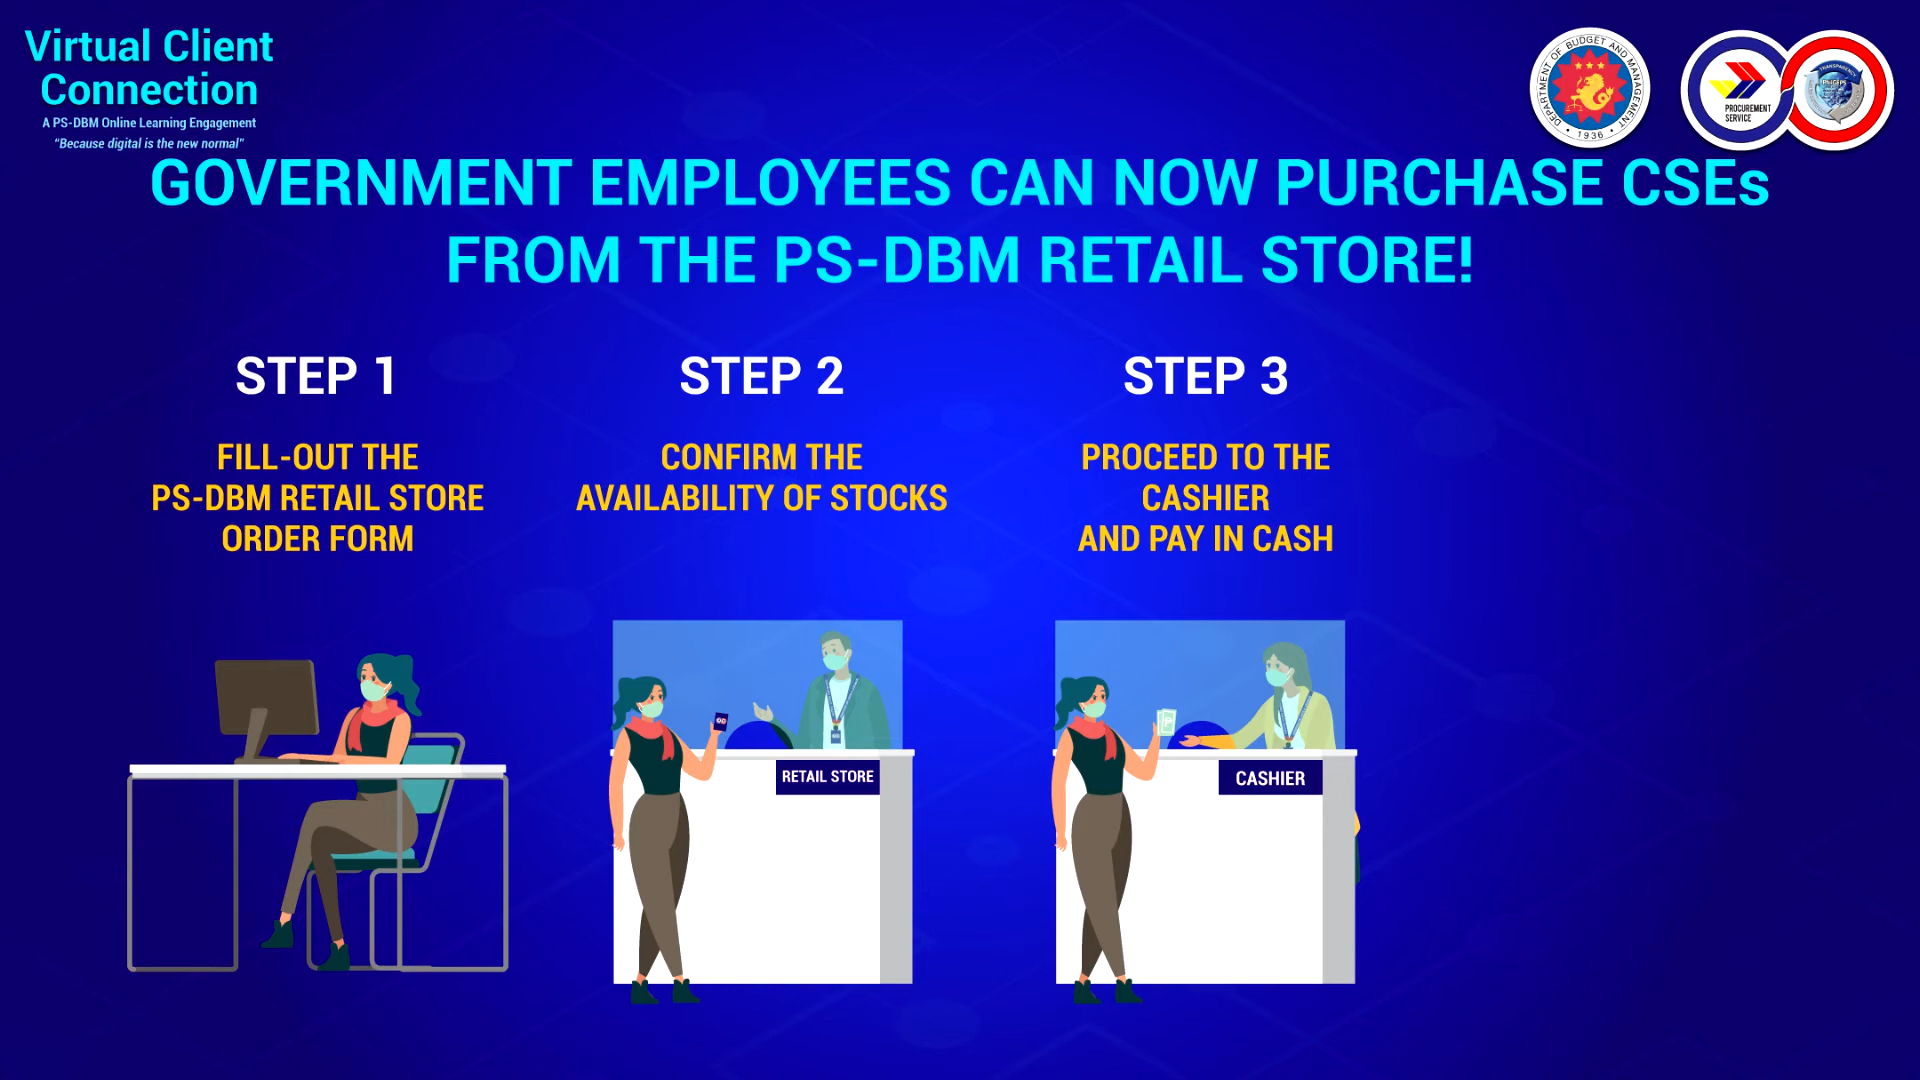 Virtual Client
Connection
A PS-DBM Online Learning Engagement
"Because digital is the new normal"
DEPARTMENT OF BUDGET AND MANAGEMENT
• 1936 •
PROCUREMENT
SERVICE
TRANSPARENCY
PhilGEPS
GOVERNMENT EMPLOYEES CAN NOW PURCHASE CSEs
FROM THE PS-DBM RETAIL STORE!
STEP 1
FILL-OUT THE
PS-DBM RETAIL STORE
ORDER FORM
STEP 2
CONFIRM THE
AVAILABILITY OF STOCKS
STEP 3
PROCEED TO THE
CASHIER
AND PAY IN CASH
RETAIL STORE
CASHIER